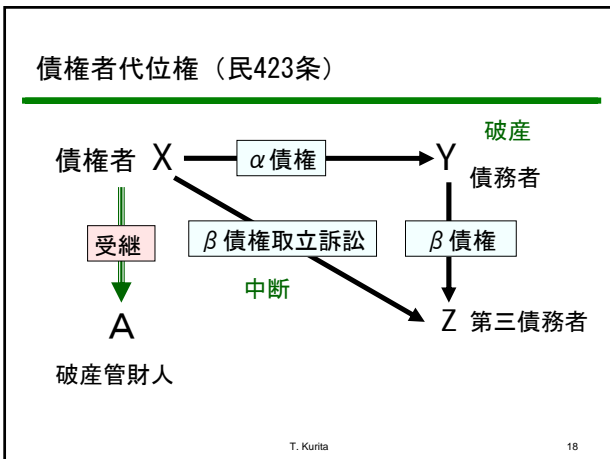 債権者代位権（民423条）
破産
債権者 X
α債権
Y
債務者
受継
β債権取立訴訟
β債権
中断
A
Z 第三債務者
破産管財人
T. Kurita
18